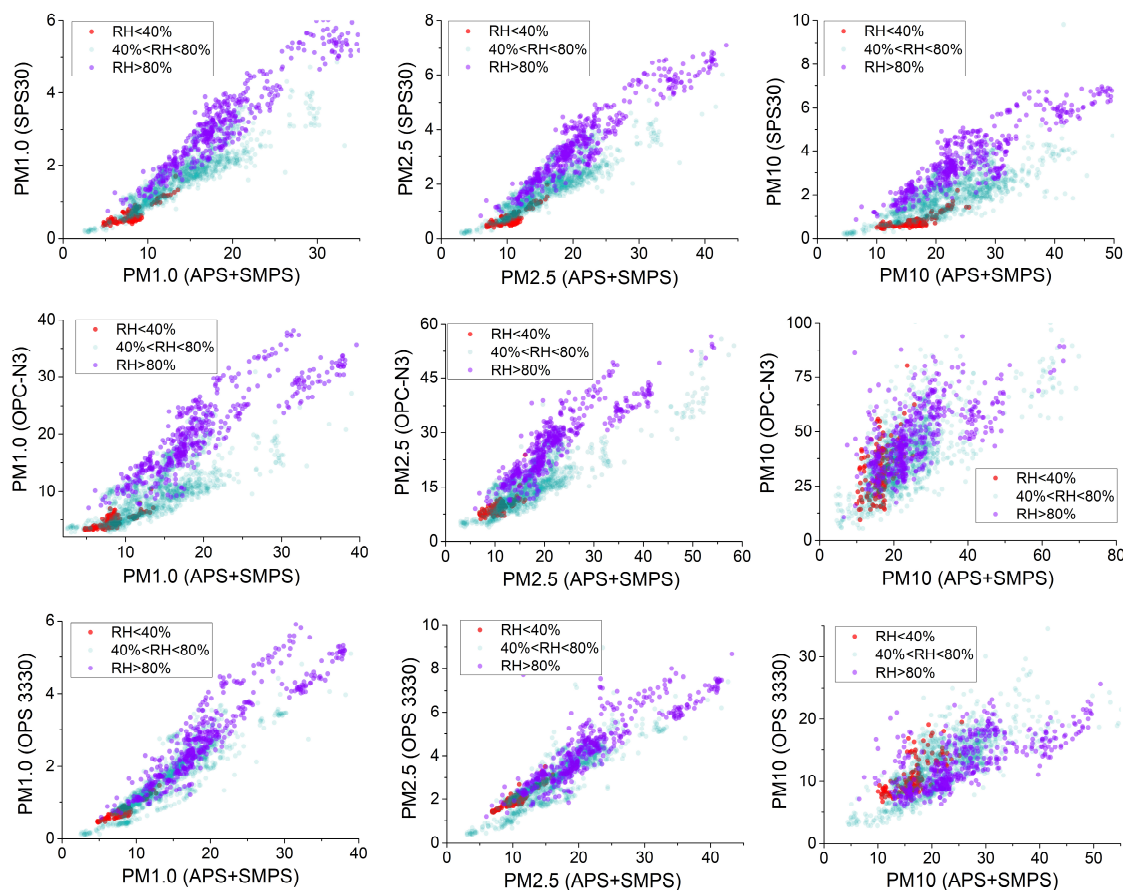 RH<40%
40%<RH<80%
RH>80%
PM1.0 (SPS30)
0
2
4
6
0
10
20
30
PM1.0 (APS+SMPS)
RH<40%
40%<RH<80%
RH>80%
PM2.5 (SPS30)
0
2
4
6
8
0
10
20
30
40
PM2.5 (APS+SMPS)
RH<40%
40%<RH<80%
RH>80%
PM10 (SPS30)
0
2
4
6
8
10
0
10
20
30
40
50
PM10 (APS+SMPS)
RH<40%
40%<RH<80%
RH>80%
PM1.0 (OPC-N3)
10
20
30
40
10
20
30
40
PM1.0 (APS+SMPS)
RH<40%
40%<RH<80%
RH>80%
PM2.5 (OPC-N3)
0
15
30
45
60
0
10
20
30
40
50
60
PM2.5 (APS+SMPS)
RH<40%
40%<RH<80%
RH>80%
PM10 (OPC-N3)
0
25
50
75
100
0
20
40
60
80
PM10 (APS+SMPS)
RH<40%
40%<RH<80%
RH>80%
PM1.0 (OPS 3330)
0
2
4
6
0
10
20
30
40
PM1.0 (APS+SMPS)
RH<40%
40%<RH<80%
RH>80%
PM2.5 (OPS 3330)
0
2
4
6
8
10
0
10
20
30
40
PM2.5 (APS+SMPS)
RH<40%
40%<RH<80%
RH>80%
PM10 (OPS 3330)
0
10
20
30
0
10
20
30
40
50
PM10 (APS+SMPS)